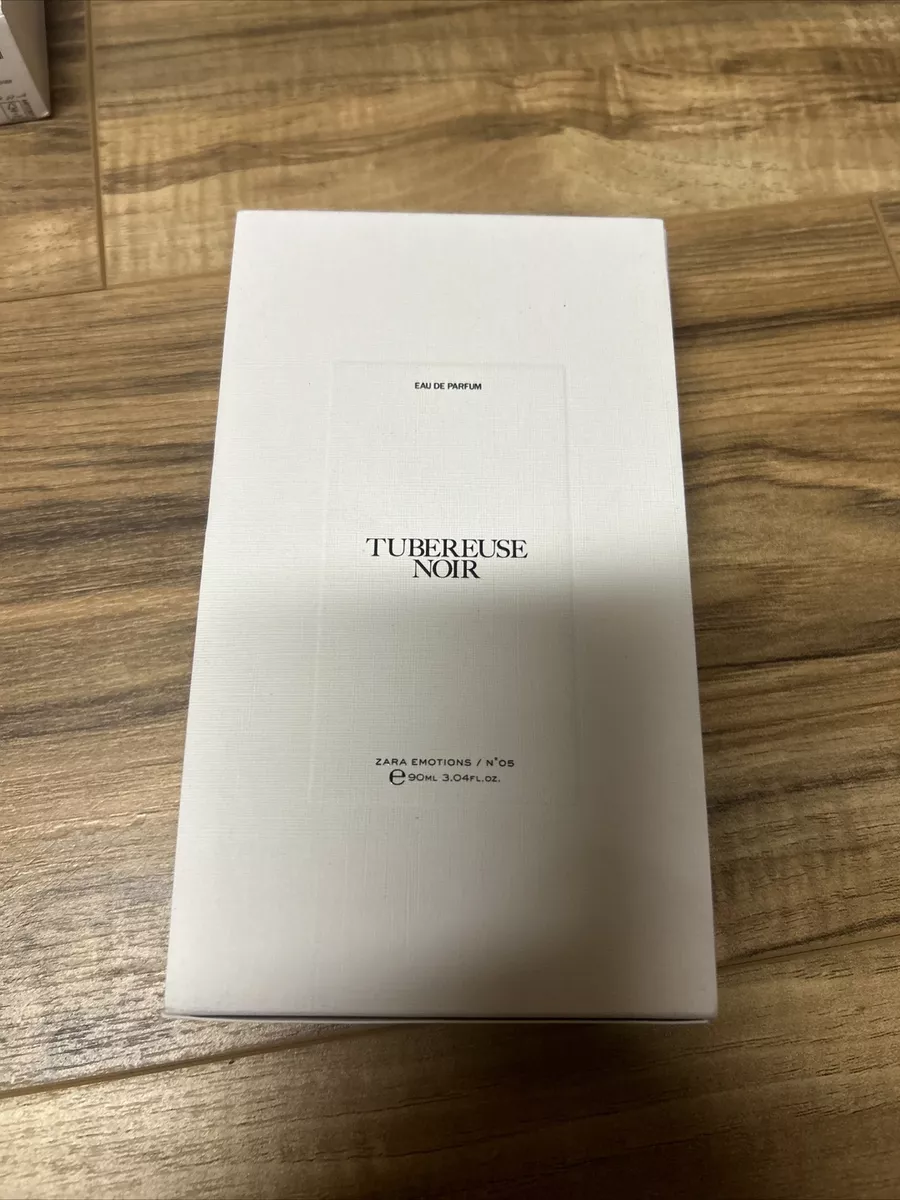 EAU DE PARFUM
TUBEREUSE
NOIR
ZARA EMOTIONS / N°05
℮90ML 3.04FL.OZ.